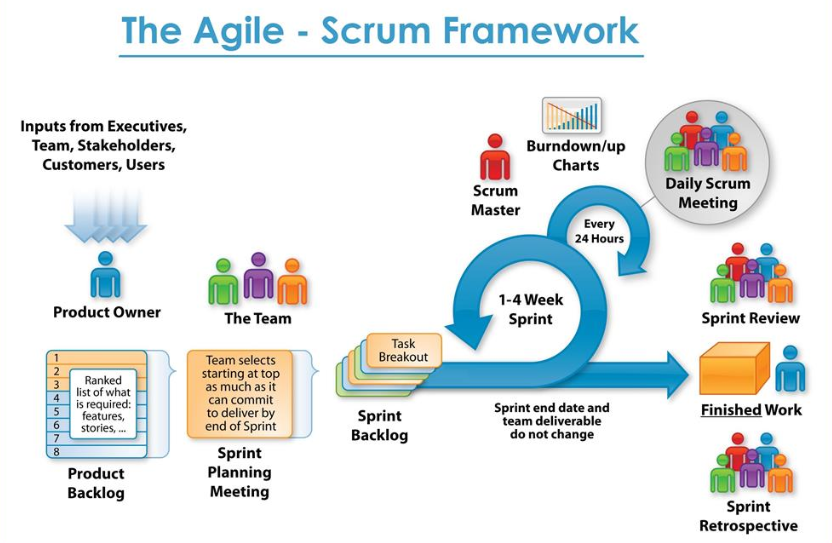 The Agile - Scrum Framework
Inputs from Executives,
Team, Stakeholders,
Customers, Users
Product Owner
The Team
1
2
3
4
5
6
7
8
Ranked
list of what
is required:
features,
stories, ...
Product
Backlog
Team selects
starting at top
as much as it
can commit
to deliver by
end of Sprint
Sprint
Planning
Meeting
Task
Breakout
Sprint
Backlog
Scrum
Master
Burndown/up
Charts
Every
24 Hours
Daily Scrum
Meeting
1-4 Week
Sprint
Sprint end date and
team deliverable
do not change
Sprint Review
Finished Work
Sprint
Retrospective